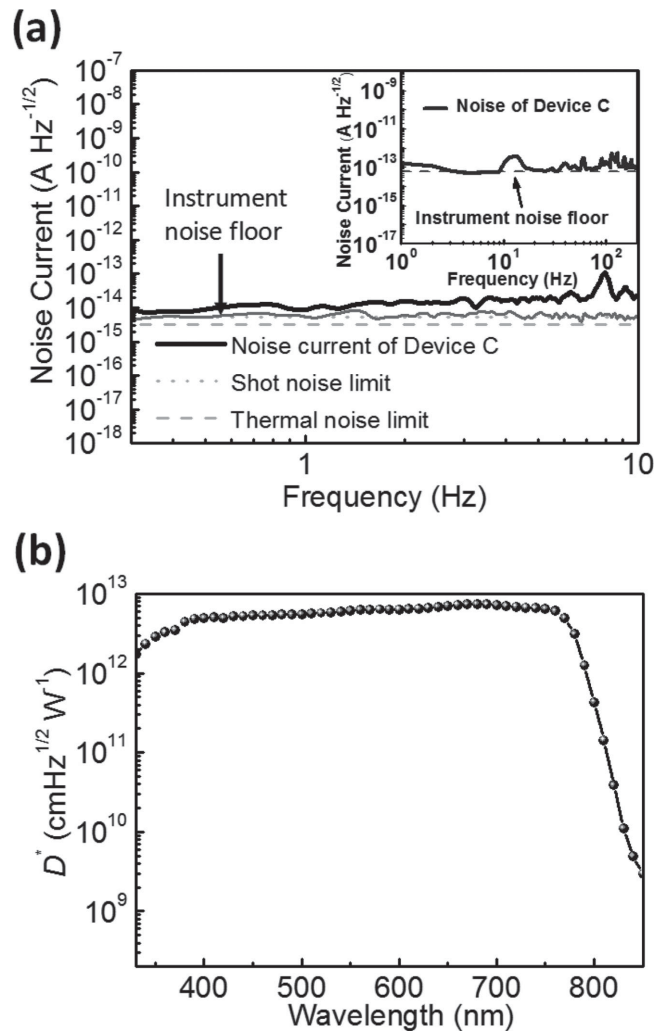 (a)
Noise Current (A Hz^-1/2)
10^-7
10^-8
10^-9
10^-10
10^-11
10^-12
10^-13
10^-14
10^-15
10^-16
10^-17
10^-18
Instrument
noise floor
Noise current of Device C
Shot noise limit
Thermal noise limit
1
10
Frequency (Hz)
Noise Current (A Hz^-1/2)
10^-9
10^-11
10^-13
10^-15
10^-17
Noise of Device C
Instrument noise floor
10^0
10^1
10^2
Frequency (Hz)
(b)
D* (cmHz^1/2 W^-1)
10^13
10^12
10^11
10^10
10^9
400
500
600
700
800
Wavelength (nm)